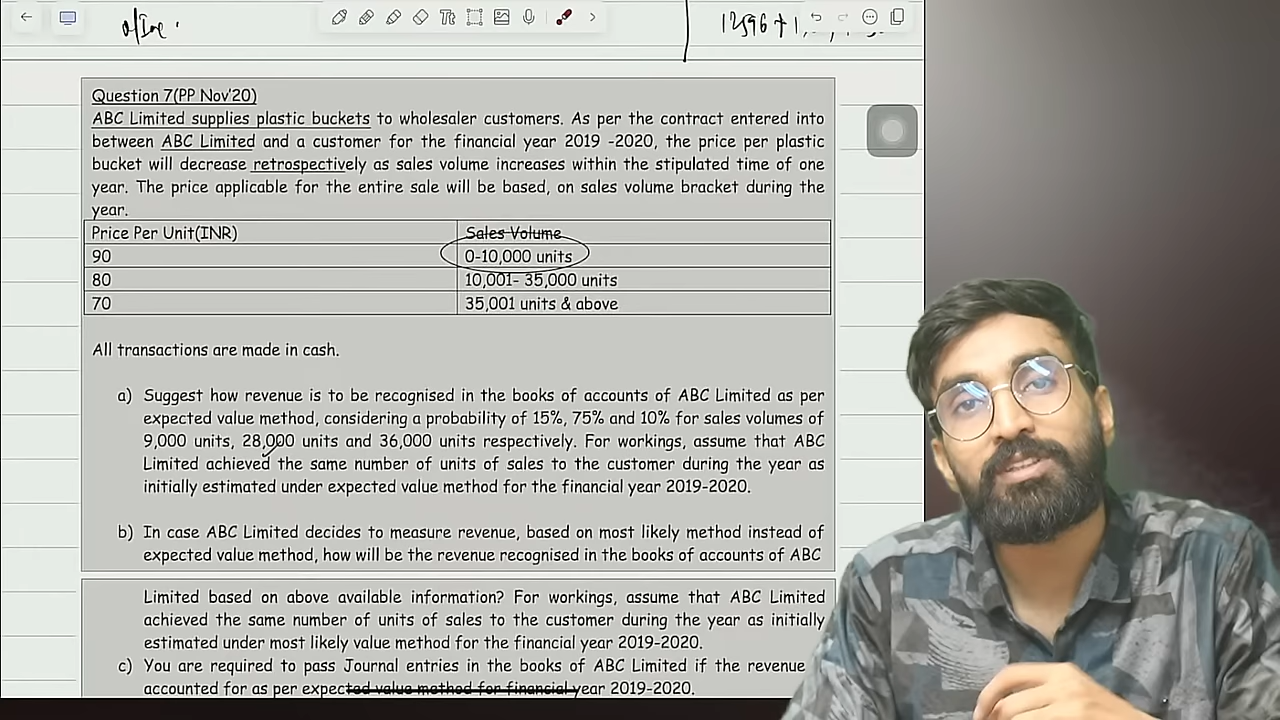 Question 7(PP Nov'20)
ABC Limited supplies plastic buckets to wholesaler customers. As per the contract entered into
between ABC Limited and a customer for the financial year 2019 -2020, the price per plastic
bucket will decrease retrospectively as sales volume increases within the stipulated time of one
year. The price applicable for the entire sale will be based, on sales volume bracket during the
year.
Price Per Unit(INR) Sales Volume
90 0-10,000 units
80 10,001- 35,000 units
70 35,001 units & above
All transactions are made in cash.
a) Suggest how revenue is to be recognised in the books of accounts of ABC Limited as per
expected value method, considering a probability of 15%, 75% and 10% for sales volumes of
9,000 units, 28,000 units and 36,000 units respectively. For workings, assume that ABC
Limited achieved the same number of units of sales to the customer during the year as
initially estimated under expected value method for the financial year 2019-2020.
b) In case ABC Limited decides to measure revenue, based on most likely method instead of
expected value method, how will be the revenue recognised in the books of accounts of ABC
Limited based on above available information? For workings, assume that ABC Limited
achieved the same number of units of sales to the customer during the year as initially
estimated under most likely value method for the financial year 2019-2020.
c) You are required to pass Journal entries in the books of ABC Limited if the revenue
accounted for as per expected value method for financial year 2019-2020.